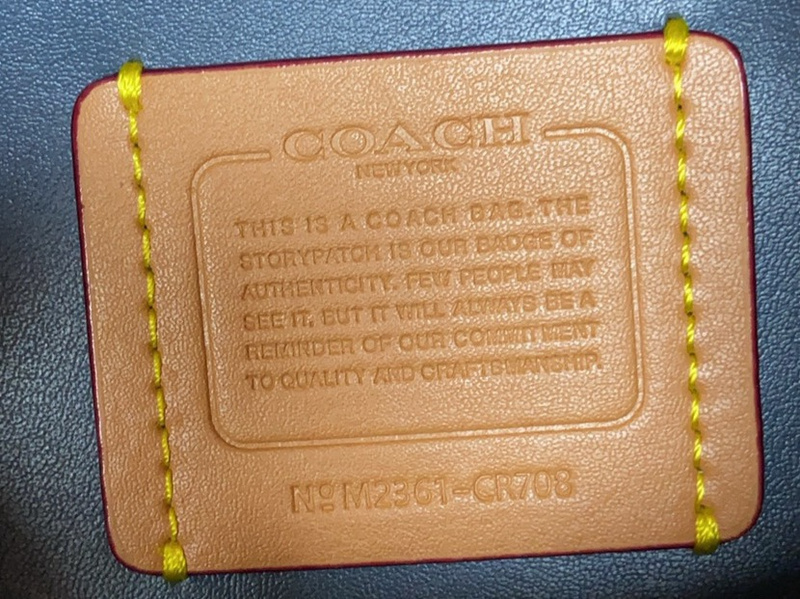 COACH
NEW YORK
THIS IS A COACH BAG. THE
STORYPATCH IS OUR BADGE OF
AUTHENTICITY. FEW PEOPLE MAY
SEE IT, BUT IT WILL ALWAYS BE A
REMINDER OF OUR COMMITMENT
TO QUALITY AND CRAFTSMANSHIP.
Nº M2361-CR708